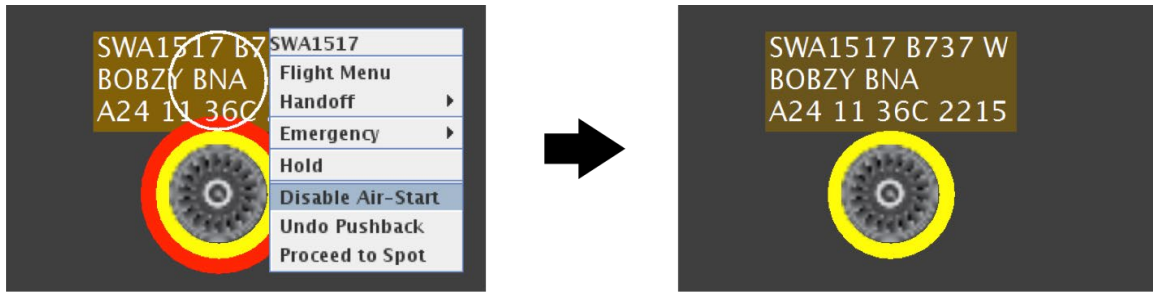 SWA1517 B7
BOBZY BNA
A24 11 36C
SWA1517
Flight Menu
Handoff
Emergency
Hold
Disable Air-Start
Undo Pushback
Proceed to Spot
SWA1517 B737 W
BOBZY BNA
A24 11 36C 2215